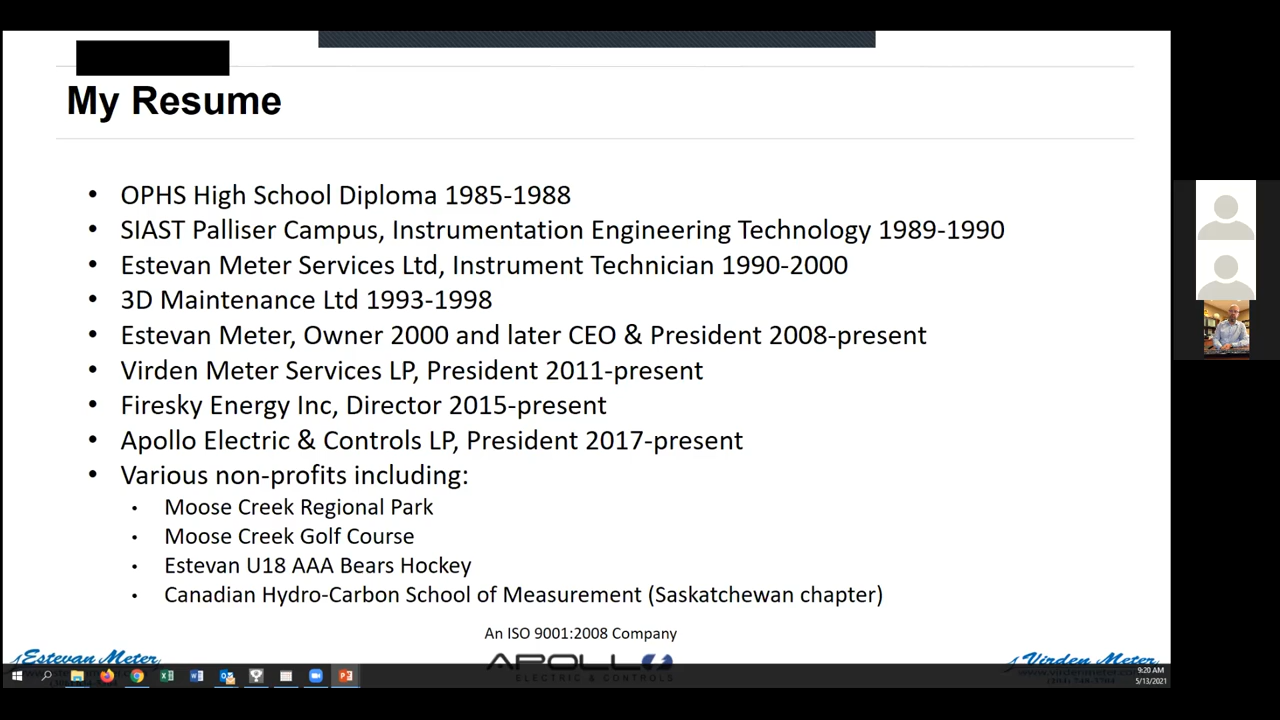 My Resume
• OPHS High School Diploma 1985-1988
• SIAST Palliser Campus, Instrumentation Engineering Technology 1989-1990
• Estevan Meter Services Ltd, Instrument Technician 1990-2000
• 3D Maintenance Ltd 1993-1998
• Estevan Meter, Owner 2000 and later CEO & President 2008-present
• Virden Meter Services LP, President 2011-present
• Firesky Energy Inc, Director 2015-present
• Apollo Electric & Controls LP, President 2017-present
• Various non-profits including:
• Moose Creek Regional Park
• Moose Creek Golf Course
• Estevan U18 AAA Bears Hockey
• Canadian Hydro-Carbon School of Measurement (Saskatchewan chapter)
An ISO 9001:2008 Company
Estevan Meter
APOLLO
ELECTRIC & CONTROLS
Virden Meter
9:20 AM
5/13/2021